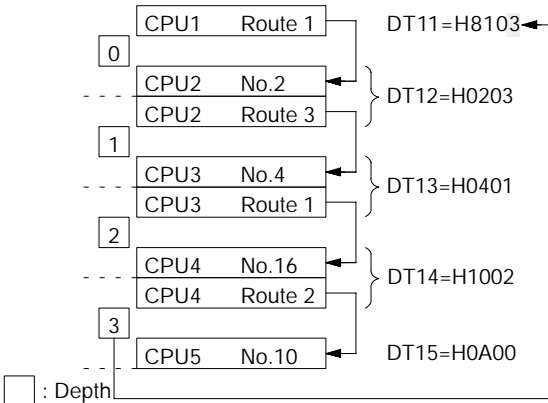 CPU1 Route 1 DT11=H8103
0
CPU2 No.2
DT12=H0203
CPU2 Route 3
1
CPU3 No.4
DT13=H0401
CPU3 Route 1
2
CPU4 No.16
DT14=H1002
CPU4 Route 2
3
CPU5 No.10 DT15=H0A00
: Depth